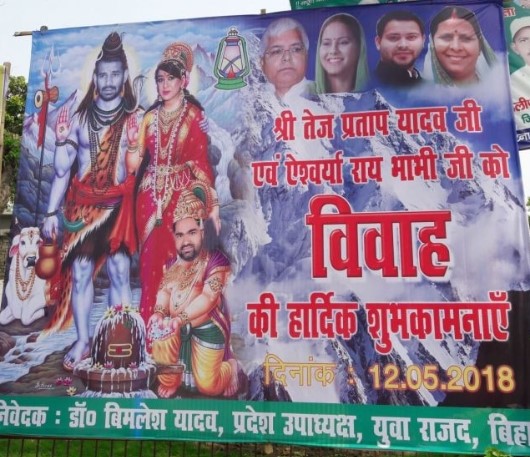 श्री तेज प्रताप यादव जी
एवं ऐश्वर्या राय भाभी जी को
विवाह
की हार्दिक शुभकामनाएँ
दिनांक : 12.05.2018
निवेदक : डॉ० बिमलेश यादव, प्रदेश उपाध्यक्ष, युवा राजद, बिहा